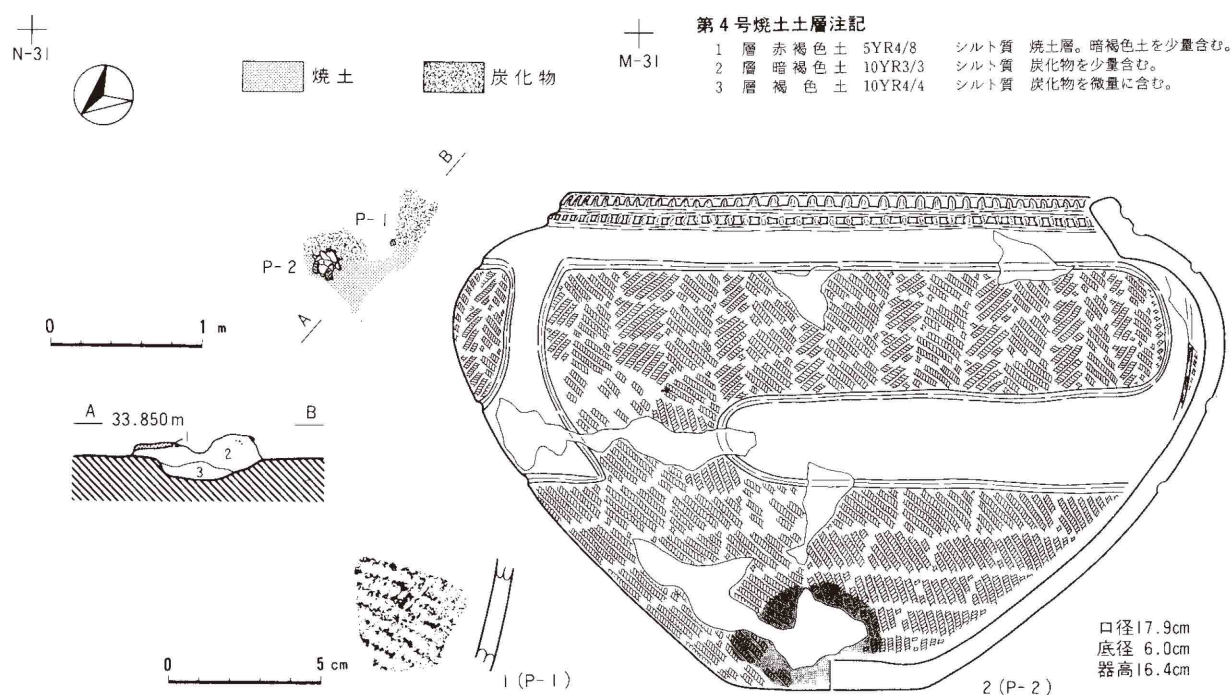 N-31
M-31
第4号焼土土層注記
1 層 赤褐色土 5YR4/8 シルト質 焼土層。暗褐色土を少量含む。
2 層 暗褐色土 10YR3/3 シルト質 炭化物を少量含む。
3 層 褐色土 10YR4/4 シルト質 炭化物を微量に含む。
焼土
炭化物
B
P-1
P-2
A
0 1 m
A 33.850m B
1
2
3
0 5 cm
1 (P-1)
口径17.9cm
底径 6.0cm
器高16.4cm
2 (P-2)